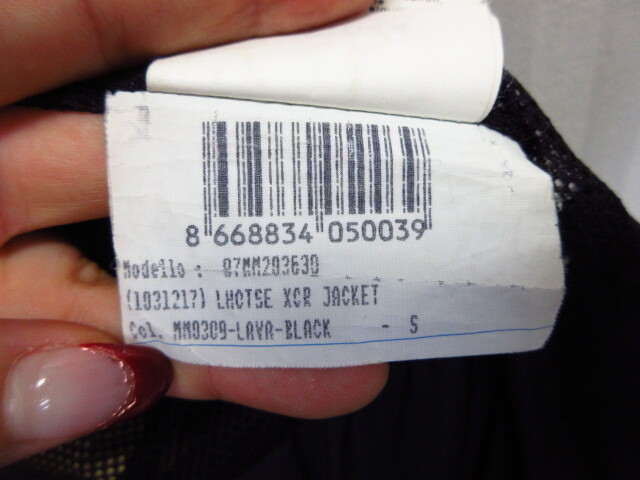 8 668834 050039
Modello : 07MM203630
(1031217) LHOTSE XCR JACKET
Col. MM0309-LAVA-BLACK - S